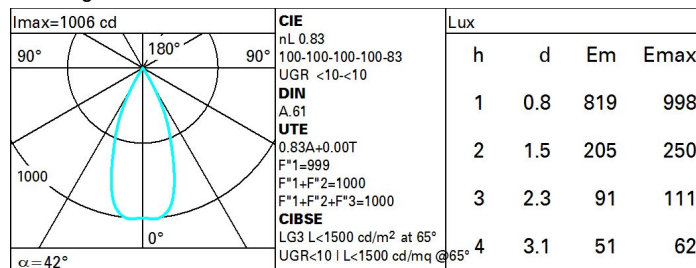 Imax=1006 cd
90°
180°
90°
1000
0°
α=42°
CIE
nL 0.83
100-100-100-100-83
UGR <10-<10
DIN
A.61
UTE
0.83A+0.00T
F"1=999
F"1+F"2=1000
F"1+F"2+F"3=1000
CIBSE
LG3 L<1500 cd/m² at 65°
UGR<10 | L<1500 cd/mq @65°
Lux
h d Em Emax
1 0.8 819 998
2 1.5 205 250
3 2.3 91 111
4 3.1 51 62